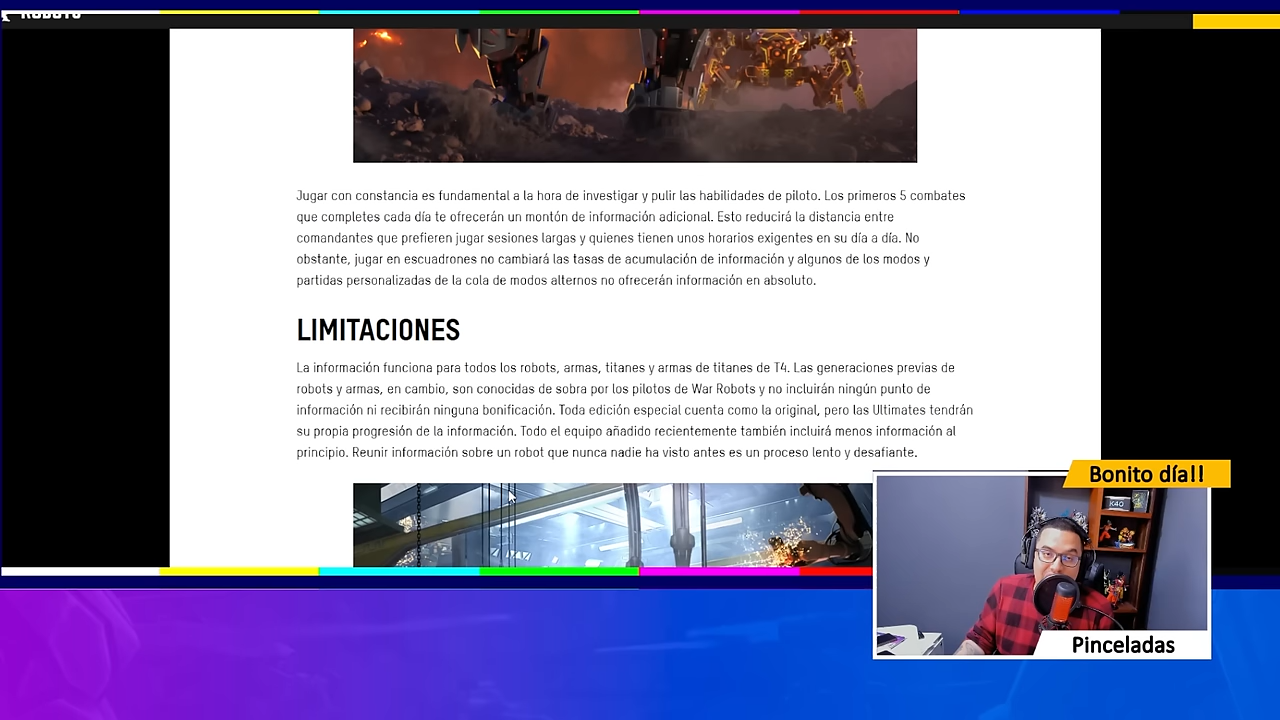 ROBOTS
Jugar con constancia es fundamental a la hora de investigar y pulir las habilidades de piloto. Los primeros 5 combates
que completes cada día te ofrecerán un montón de información adicional. Esto reducirá la distancia entre
comandantes que prefieren jugar sesiones largas y quienes tienen unos horarios exigentes en su día a día. No
obstante, jugar en escuadrones no cambiará las tasas de acumulación de información y algunos de los modos y
partidas personalizadas de la cola de modos alternos no ofrecerán información en absoluto.
LIMITACIONES
La información funciona para todos los robots, armas, titanes y armas de titanes de T4. Las generaciones previas de
robots y armas, en cambio, son conocidas de sobra por los pilotos de War Robots y no incluirán ningún punto de
información ni recibirán ninguna bonificación. Toda edición especial cuenta como la original, pero las Ultimates tendrán
su propia progresión de la información. Todo el equipo añadido recientemente también incluirá menos información al
principio. Reunir información sobre un robot que nunca nadie ha visto antes es un proceso lento y desafiante.
Bonito día!!
K40
Pinceladas